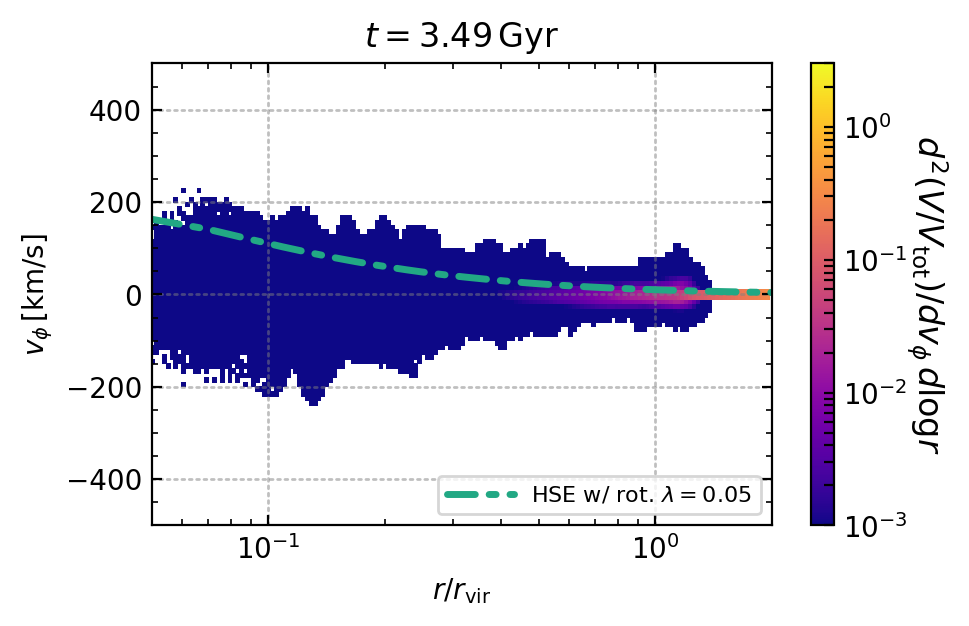 t = 3.49 Gyr
400
200
0
−200
−400
v_ϕ [km/s]
10^−1
10^0
r/r_vir
HSE w/ rot. λ = 0.05
10^0
10^−1
10^−2
10^−3
d^2(V/V_tot)/dv_ϕ dlogr